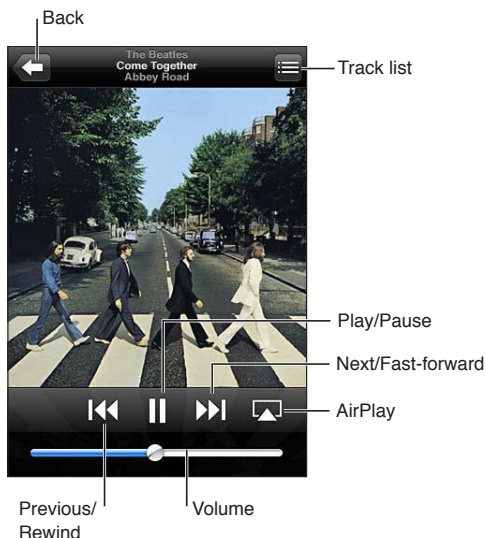 Back
The Beatles
Come Together
Abbey Road
Track list
Play/Pause
Next/Fast-forward
AirPlay
Previous/
Rewind
Volume